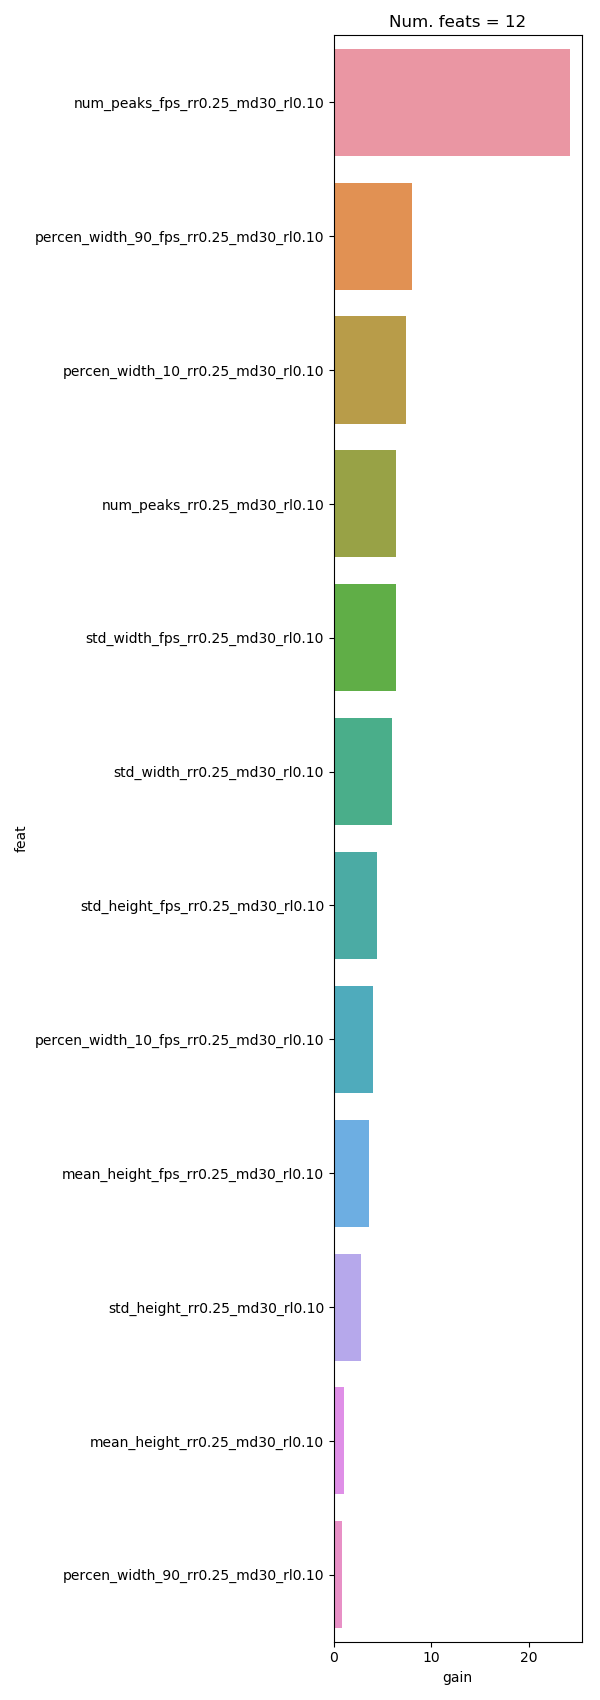 Num. feats = 12
num_peaks_fps_rr0.25_md30_rl0.10
percen_width_90_fps_rr0.25_md30_rl0.10
percen_width_10_rr0.25_md30_rl0.10
num_peaks_rr0.25_md30_rl0.10
std_width_fps_rr0.25_md30_rl0.10
std_width_rr0.25_md30_rl0.10
feat
std_height_fps_rr0.25_md30_rl0.10
percen_width_10_fps_rr0.25_md30_rl0.10
mean_height_fps_rr0.25_md30_rl0.10
std_height_rr0.25_md30_rl0.10
mean_height_rr0.25_md30_rl0.10
percen_width_90_rr0.25_md30_rl0.10
0 10 20
gain